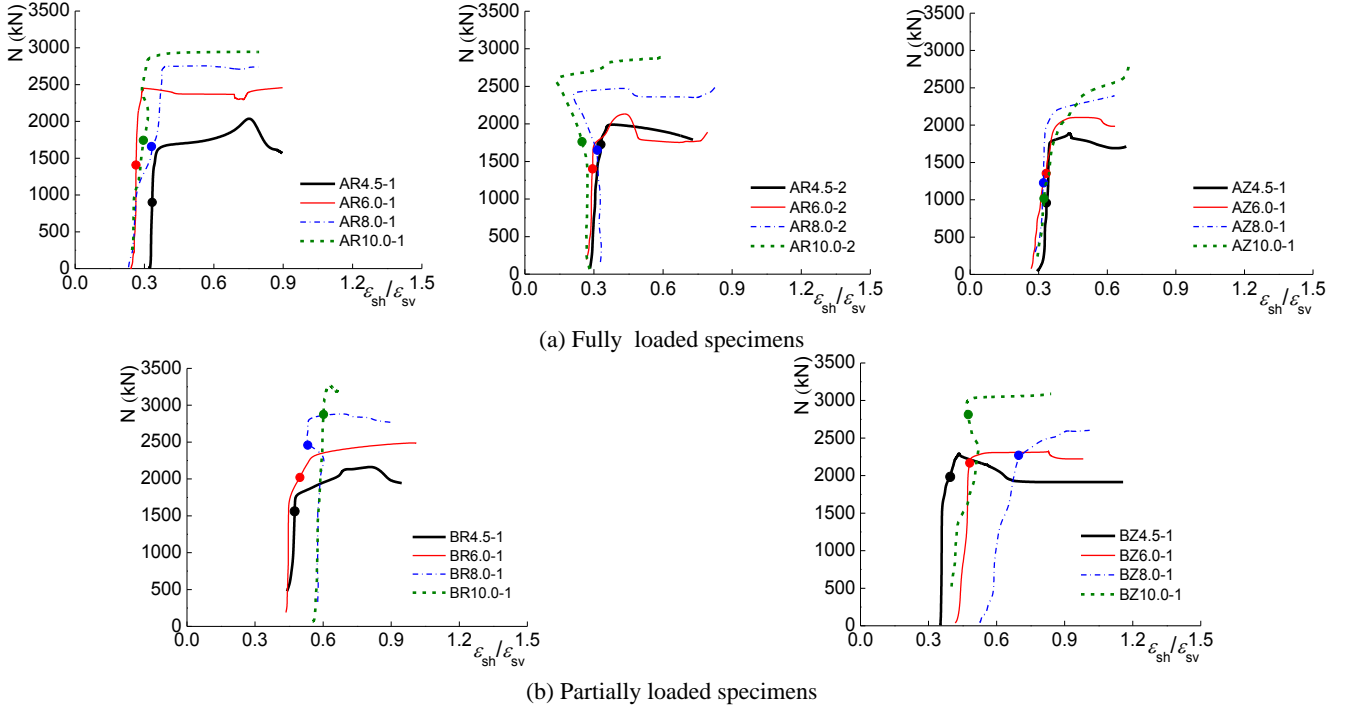 N (kN)
3500
3000
2500
2000
1500
1000
500
0
0.0 0.3 0.6 0.9 1.2 1.5
εsh/εsv
AR4.5-1
AR6.0-1
AR8.0-1
AR10.0-1
N (kN)
3500
3000
2500
2000
1500
1000
500
0
0.0 0.3 0.6 0.9 1.2 1.5
εsh/εsv
AR4.5-2
AR6.0-2
AR8.0-2
AR10.0-2
N (kN)
3500
3000
2500
2000
1500
1000
500
0
0.0 0.3 0.6 0.9 1.2 1.5
εsh/εsv
AZ4.5-1
AZ6.0-1
AZ8.0-1
AZ10.0-1
(a) Fully loaded specimens
N (kN)
3500
3000
2500
2000
1500
1000
500
0
0.0 0.3 0.6 0.9 1.2 1.5
εsh/εsv
BR4.5-1
BR6.0-1
BR8.0-1
BR10.0-1
N (kN)
3500
3000
2500
2000
1500
1000
500
0
0.0 0.3 0.6 0.9 1.2 1.5
εsh/εsv
BZ4.5-1
BZ6.0-1
BZ8.0-1
BZ10.0-1
(b) Partially loaded specimens